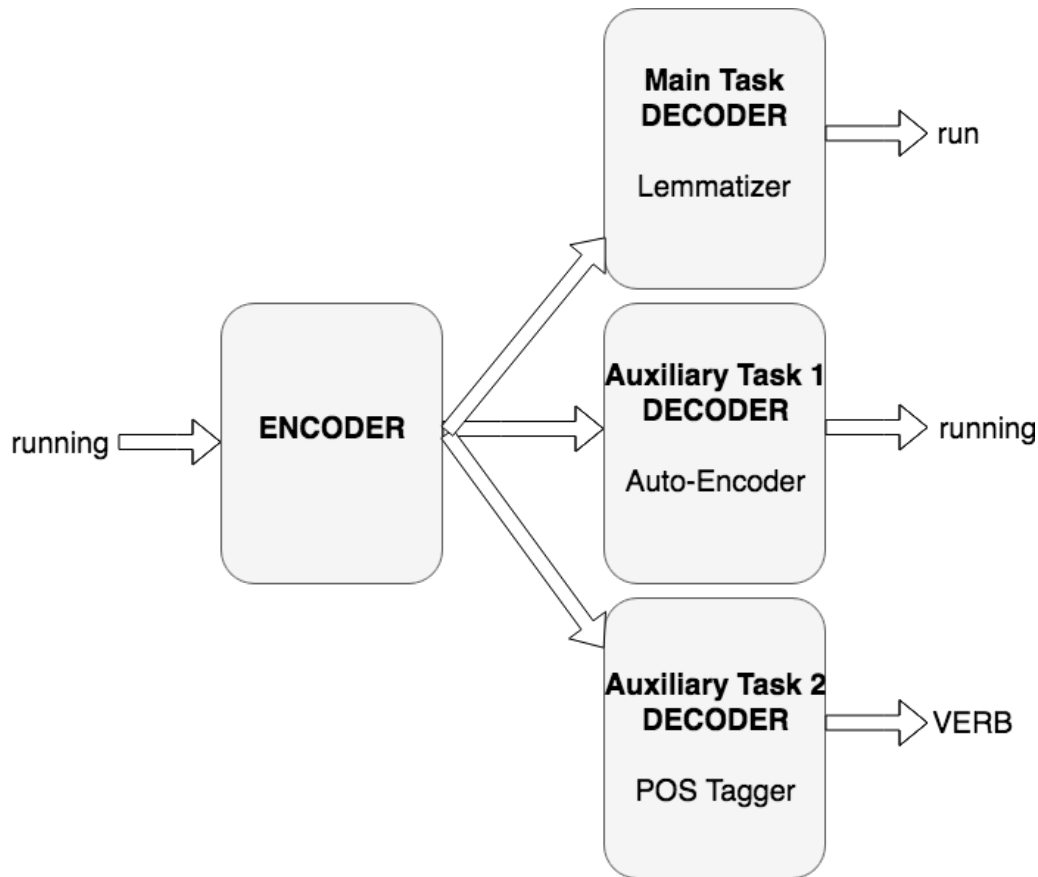 running
ENCODER
Main Task
DECODER
Lemmatizer
run
Auxiliary Task 1
DECODER
Auto-Encoder
running
Auxiliary Task 2
DECODER
POS Tagger
VERB